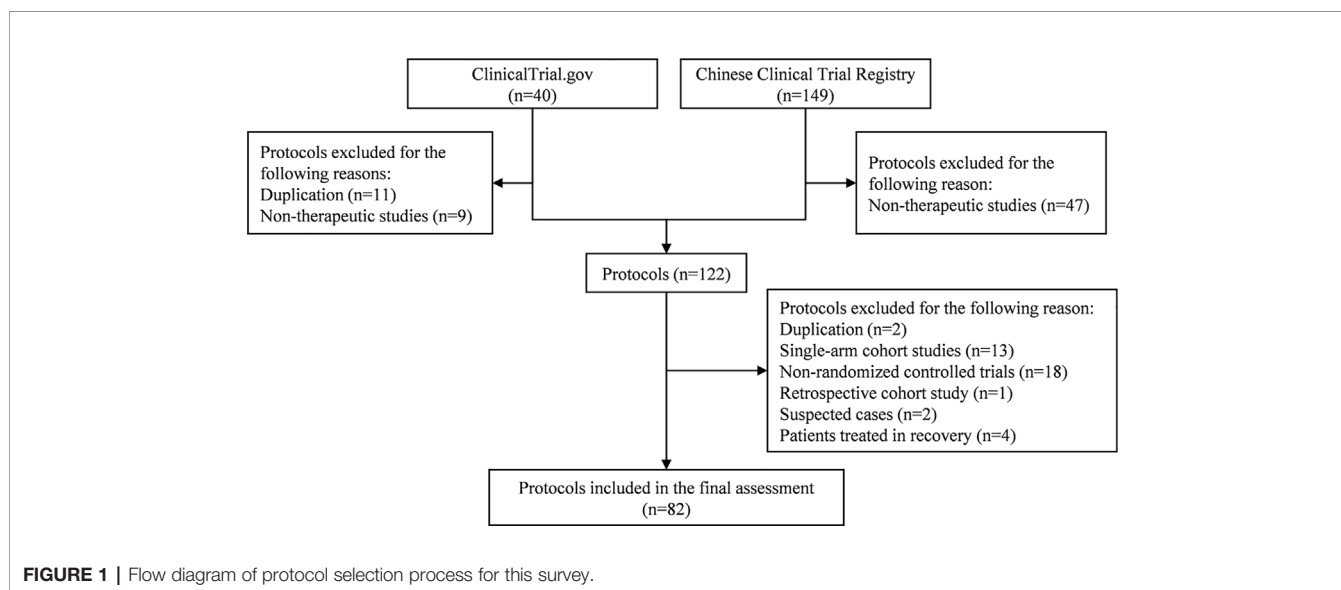 ClinicalTrial.gov
(n=40)
Chinese Clinical Trial Registry
(n=149)
Protocols excluded for the
following reasons:
Duplication (n=11)
Non-therapeutic studies (n=9)
Protocols excluded for the
following reason:
Non-therapeutic studies (n=47)
Protocols (n=122)
Protocols excluded for the following reason:
Duplication (n=2)
Single-arm cohort studies (n=13)
Non-randomized controlled trials (n=18)
Retrospective cohort study (n=1)
Suspected cases (n=2)
Patients treated in recovery (n=4)
Protocols included in the final assessment
(n=82)
FIGURE 1 | Flow diagram of protocol selection process for this survey.